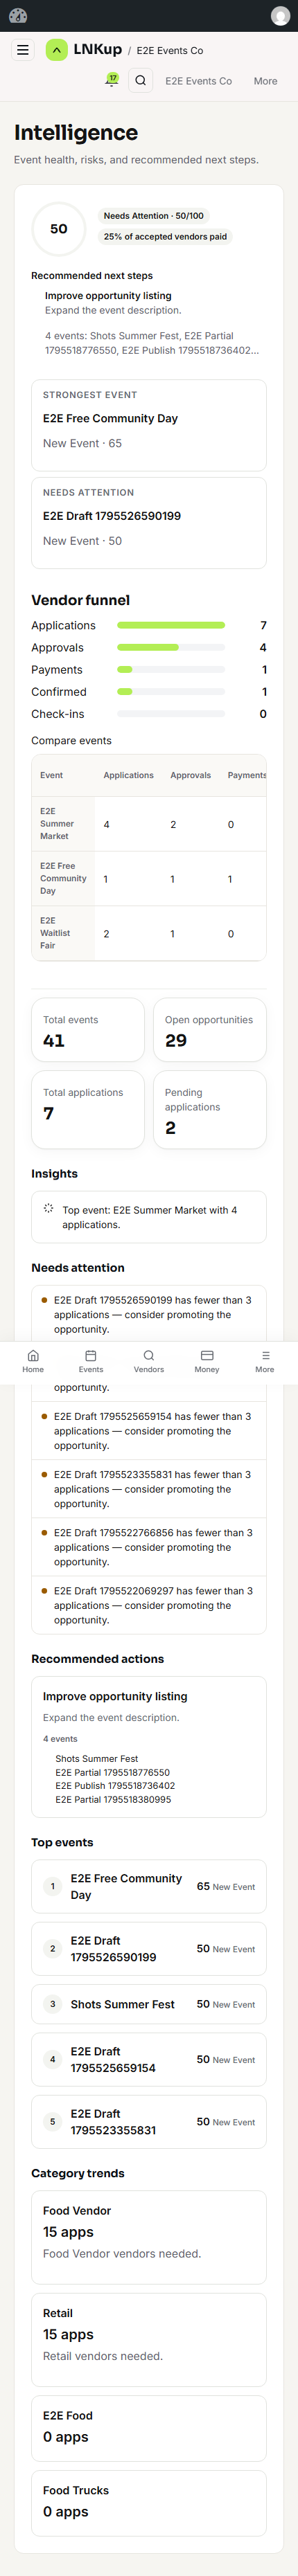 LNKup / E2E Events Co
17
E2E Events Co More
Intelligence
Event health, risks, and recommended next steps.
50
Needs Attention · 50/100
25% of accepted vendors paid
Recommended next steps
Improve opportunity listing
Expand the event description.
4 events: Shots Summer Fest, E2E Partial
1795518776550, E2E Publish 1795518736402...
STRONGEST EVENT
E2E Free Community Day
New Event · 65
NEEDS ATTENTION
E2E Draft 1795526590199
New Event · 50
Vendor funnel
Applications 7
Approvals 4
Payments 1
Confirmed 1
Check-ins 0
Compare events
Event Applications Approvals Payments
E2E
Summer
Market
4 2 0
E2E Free
Community
Day
1 1 1
E2E
Waitlist
Fair
2 1 0
Total events
41
Open opportunities
29
Total applications
7
Pending
applications
2
Insights
Top event: E2E Summer Market with 4
applications.
Needs attention
E2E Draft 1795526590199 has fewer than 3
applications — consider promoting the
opportunity.
Home Events Vendors Money More
opportunity.
E2E Draft 1795525659154 has fewer than 3
applications — consider promoting the
opportunity.
E2E Draft 1795523355831 has fewer than 3
applications — consider promoting the
opportunity.
E2E Draft 1795522766856 has fewer than 3
applications — consider promoting the
opportunity.
E2E Draft 1795522069297 has fewer than 3
applications — consider promoting the
opportunity.
Recommended actions
Improve opportunity listing
Expand the event description.
4 events
Shots Summer Fest
E2E Partial 1795518776550
E2E Publish 1795518736402
E2E Partial 1795518380995
Top events
1 E2E Free Community
Day
65 New Event
2 E2E Draft
1795526590199
50 New Event
3 Shots Summer Fest 50 New Event
4 E2E Draft
1795525659154
50 New Event
5 E2E Draft
1795523355831
50 New Event
Category trends
Food Vendor
15 apps
Food Vendor vendors needed.
Retail
15 apps
Retail vendors needed.
E2E Food
0 apps
Food Trucks
0 apps